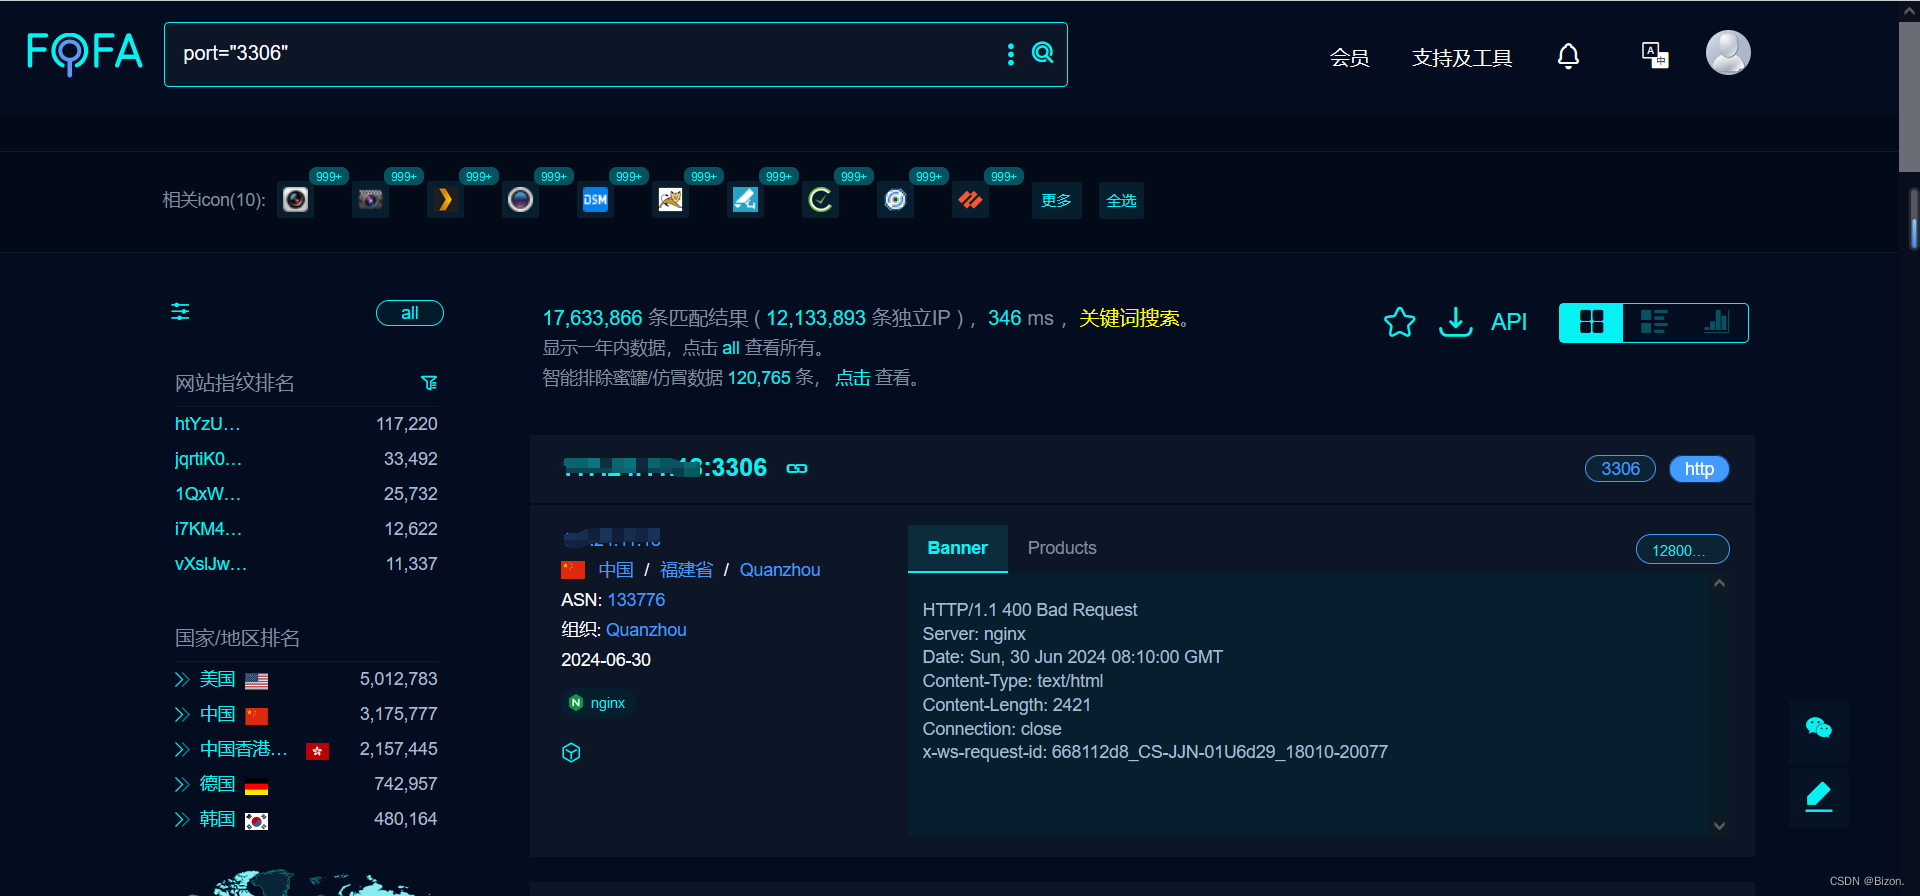 FOFA
port="3306"
会员
支持及工具
相关icon(10):
999+
999+
999+
999+
999+
DSM
999+
999+
999+
999+
999+
更多
全选
all
17,633,866 条匹配结果 ( 12,133,893 条独立IP ) ，346 ms ，关键词搜索。
显示一年内数据，点击 all 查看所有。
智能排除蜜罐/仿冒数据 120,765 条， 点击 查看。
API
网站指纹排名
htYzU... 117,220
jqrtiK0... 33,492
1QxW... 25,732
i7KM4... 12,622
vXslJw... 11,337
国家/地区排名
美国 5,012,783
中国 3,175,777
中国香港... 2,157,445
德国 742,957
韩国 480,164
:3306
3306
http
中国 / 福建省 / Quanzhou
ASN: 133776
组织: Quanzhou
2024-06-30
nginx
Banner
Products
12800...
HTTP/1.1 400 Bad Request
Server: nginx
Date: Sun, 30 Jun 2024 08:10:00 GMT
Content-Type: text/html
Content-Length: 2421
Connection: close
x-ws-request-id: 668112d8_CS-JJN-01U6d29_18010-20077
CSDN @Bizon.